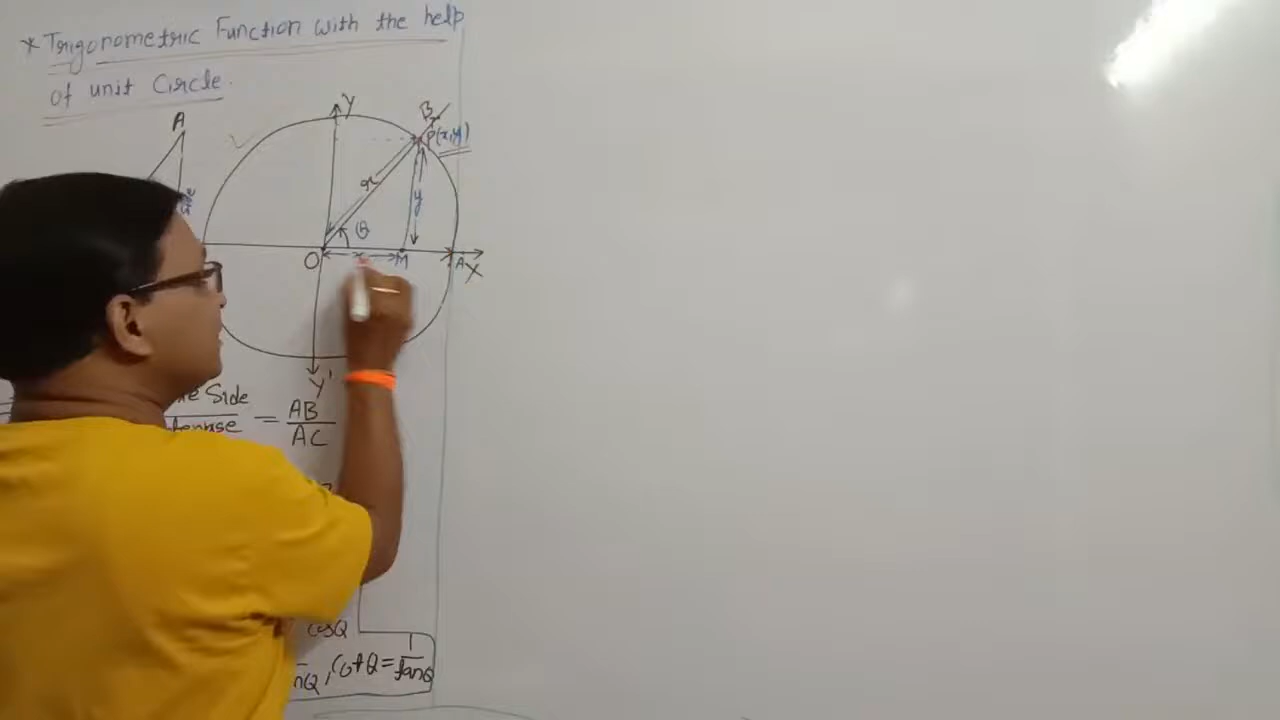 * Trigonometric Function with the help
of unit Circle.
A
Y
B
P(x,y)
r
y
θ
O
x
M
A
X
Y'
Side
= AB
AC
cosθ
, Cotθ = 1
tanθ